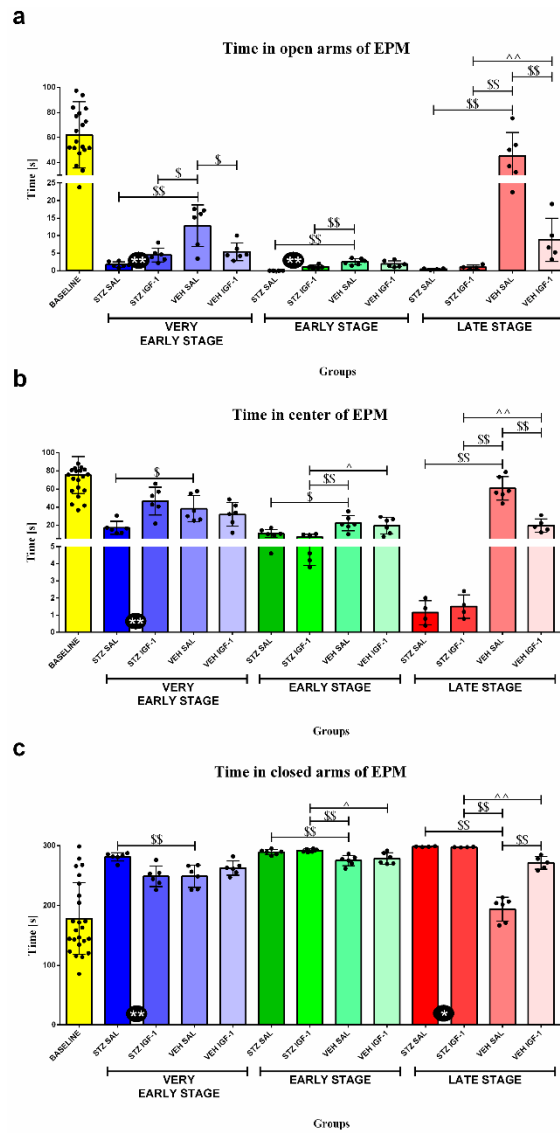 a
Time in open arms of EPM
^^
$$ $$
$$
$
$ $$
$$ $$
** **
Time [s]
100
80
60
40
20
25
20
15
10
5
0
BASELINE STZ SAL STZ IGF-1 VEH SAL VEH IGF-1 STZ SAL STZ IGF-1 VEH SAL VEH IGF-1 STZ SAL STZ IGF-1 VEH SAL VEH IGF-1
VERY
EARLY STAGE EARLY STAGE LATE STAGE
Groups
b
Time in center of EPM
^^
$$ $$
$$
^
$ $$
$
**
Time [s]
100
80
60
40
20
5
4
3
2
1
0
BASELINE STZ SAL STZ IGF-1 VEH SAL VEH IGF-1 STZ SAL STZ IGF-1 VEH SAL VEH IGF-1 STZ SAL STZ IGF-1 VEH SAL VEH IGF-1
VERY
EARLY STAGE EARLY STAGE LATE STAGE
Groups
c
Time in closed arms of EPM
^^
$$
^
$$ $$
$$ $$ $$
** *
Time [s]
300
200
100
0
BASELINE STZ SAL STZ IGF-1 VEH SAL VEH IGF-1 STZ SAL STZ IGF-1 VEH SAL VEH IGF-1 STZ SAL STZ IGF-1 VEH SAL VEH IGF-1
VERY
EARLY STAGE EARLY STAGE LATE STAGE
Groups